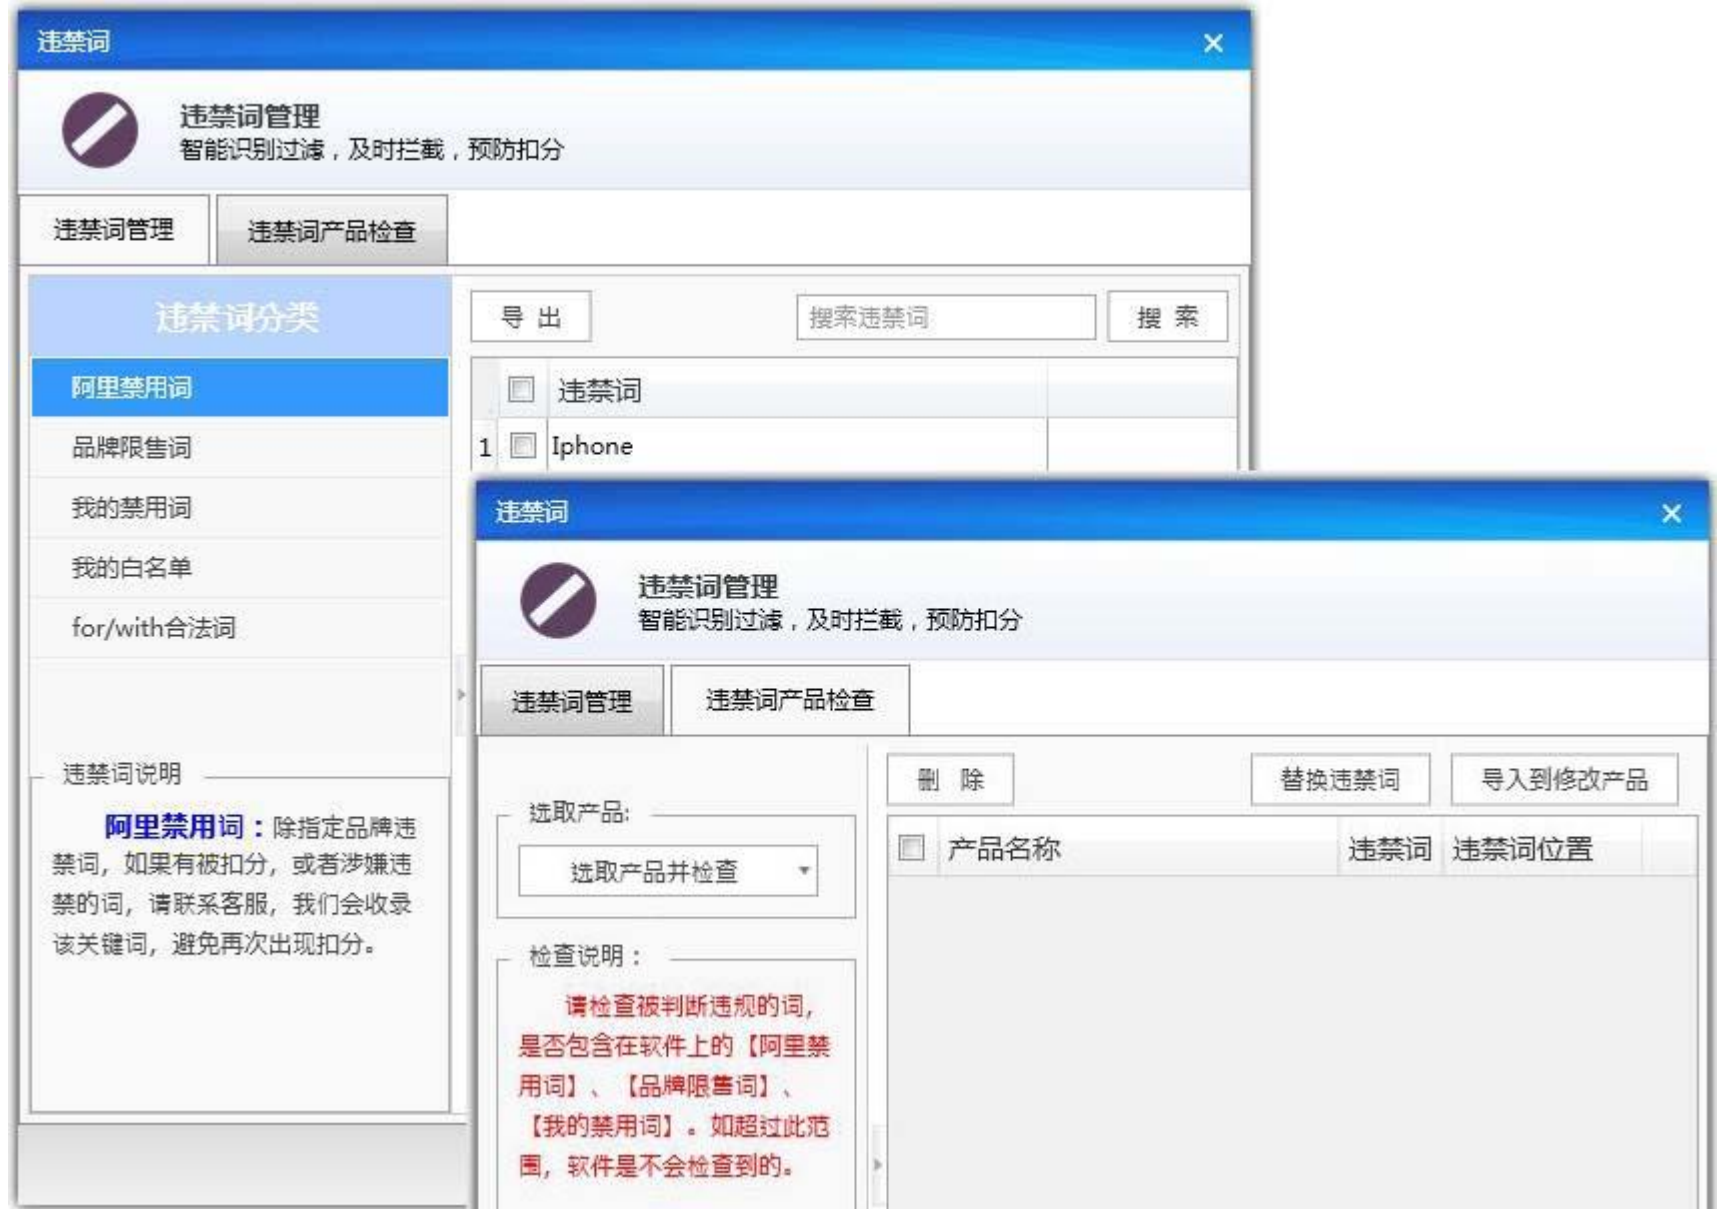 违禁词
违禁词管理
智能识别过滤，及时拦截，预防扣分
违禁词管理
违禁词产品检查
违禁词分类
阿里禁用词
品牌限售词
我的禁用词
我的白名单
for/with合法词
违禁词说明
阿里禁用词：除指定品牌违
禁词，如果有被扣分，或者涉嫌违
禁的词，请联系客服，我们会收录
该关键词，避免再次出现扣分。
导 出
搜索违禁词
搜 索
违禁词
1 Iphone
违禁词
违禁词管理
智能识别过滤，及时拦截，预防扣分
违禁词管理
违禁词产品检查
选取产品:
选取产品并检查
检查说明：
请检查被判断违规的词，
是否包含在软件上的【阿里禁
用词】、【品牌限售词】、
【我的禁用词】。如超过此范
围，软件是不会检查到的。
删 除
替换违禁词
导入到修改产品
产品名称 违禁词 违禁词位置